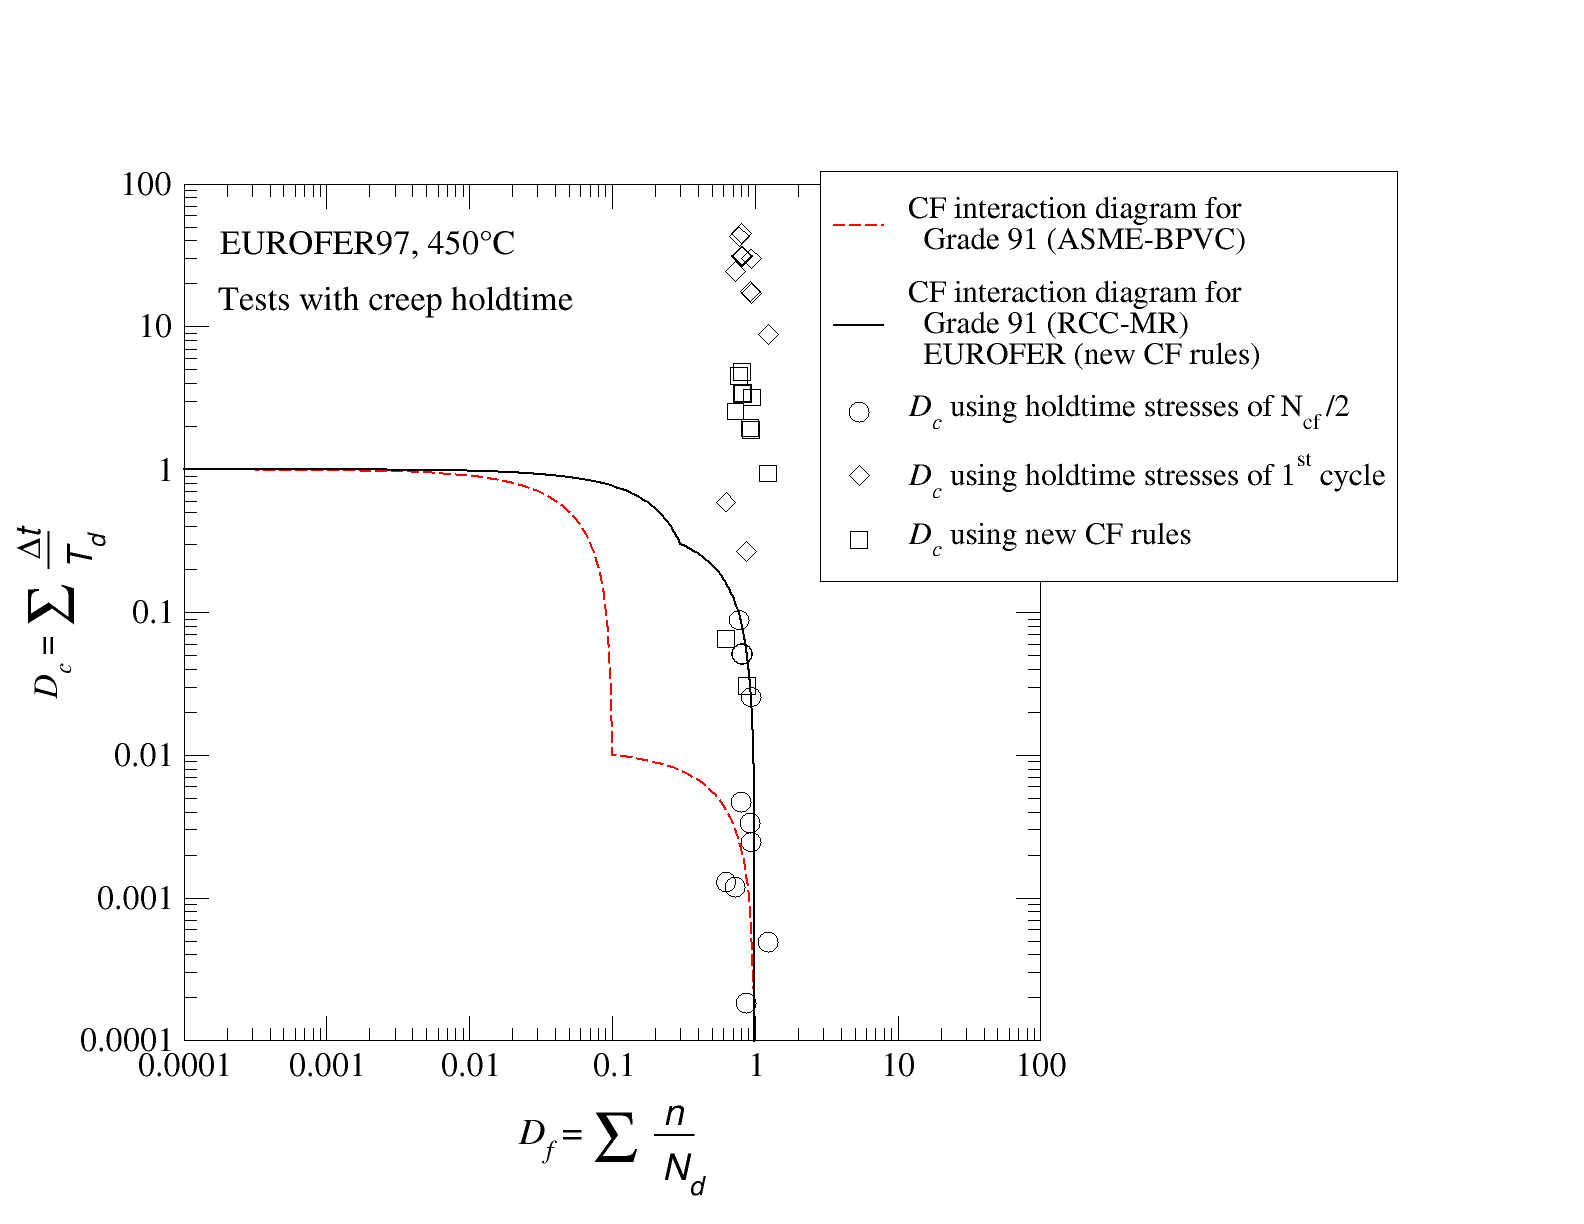 100
10
1
0.1
0.01
0.001
0.0001
EUROFER97, 450°C
Tests with creep holdtime
CF interaction diagram for
Grade 91 (ASME-BPVC)
CF interaction diagram for
Grade 91 (RCC-MR)
EUROFER (new CF rules)
D_c using holdtime stresses of N_cf/2
D_c using holdtime stresses of 1^st cycle
D_c using new CF rules
D_c = Σ Δt / T_d
0.0001 0.001 0.01 0.1 1 10 100
D_f = Σ n / N_d